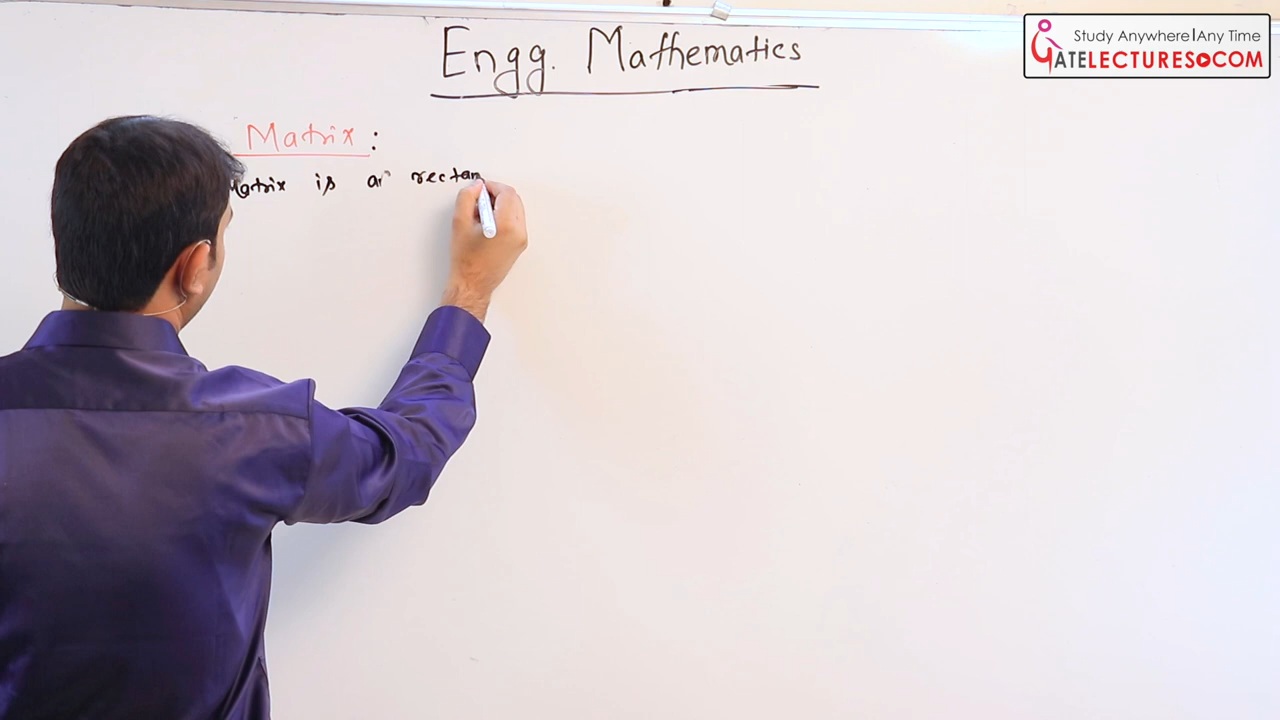 Engg. Mathematics
Study Anywhere|Any Time
GATELECTURES.COM
Matrix :
Matrix is an rectan